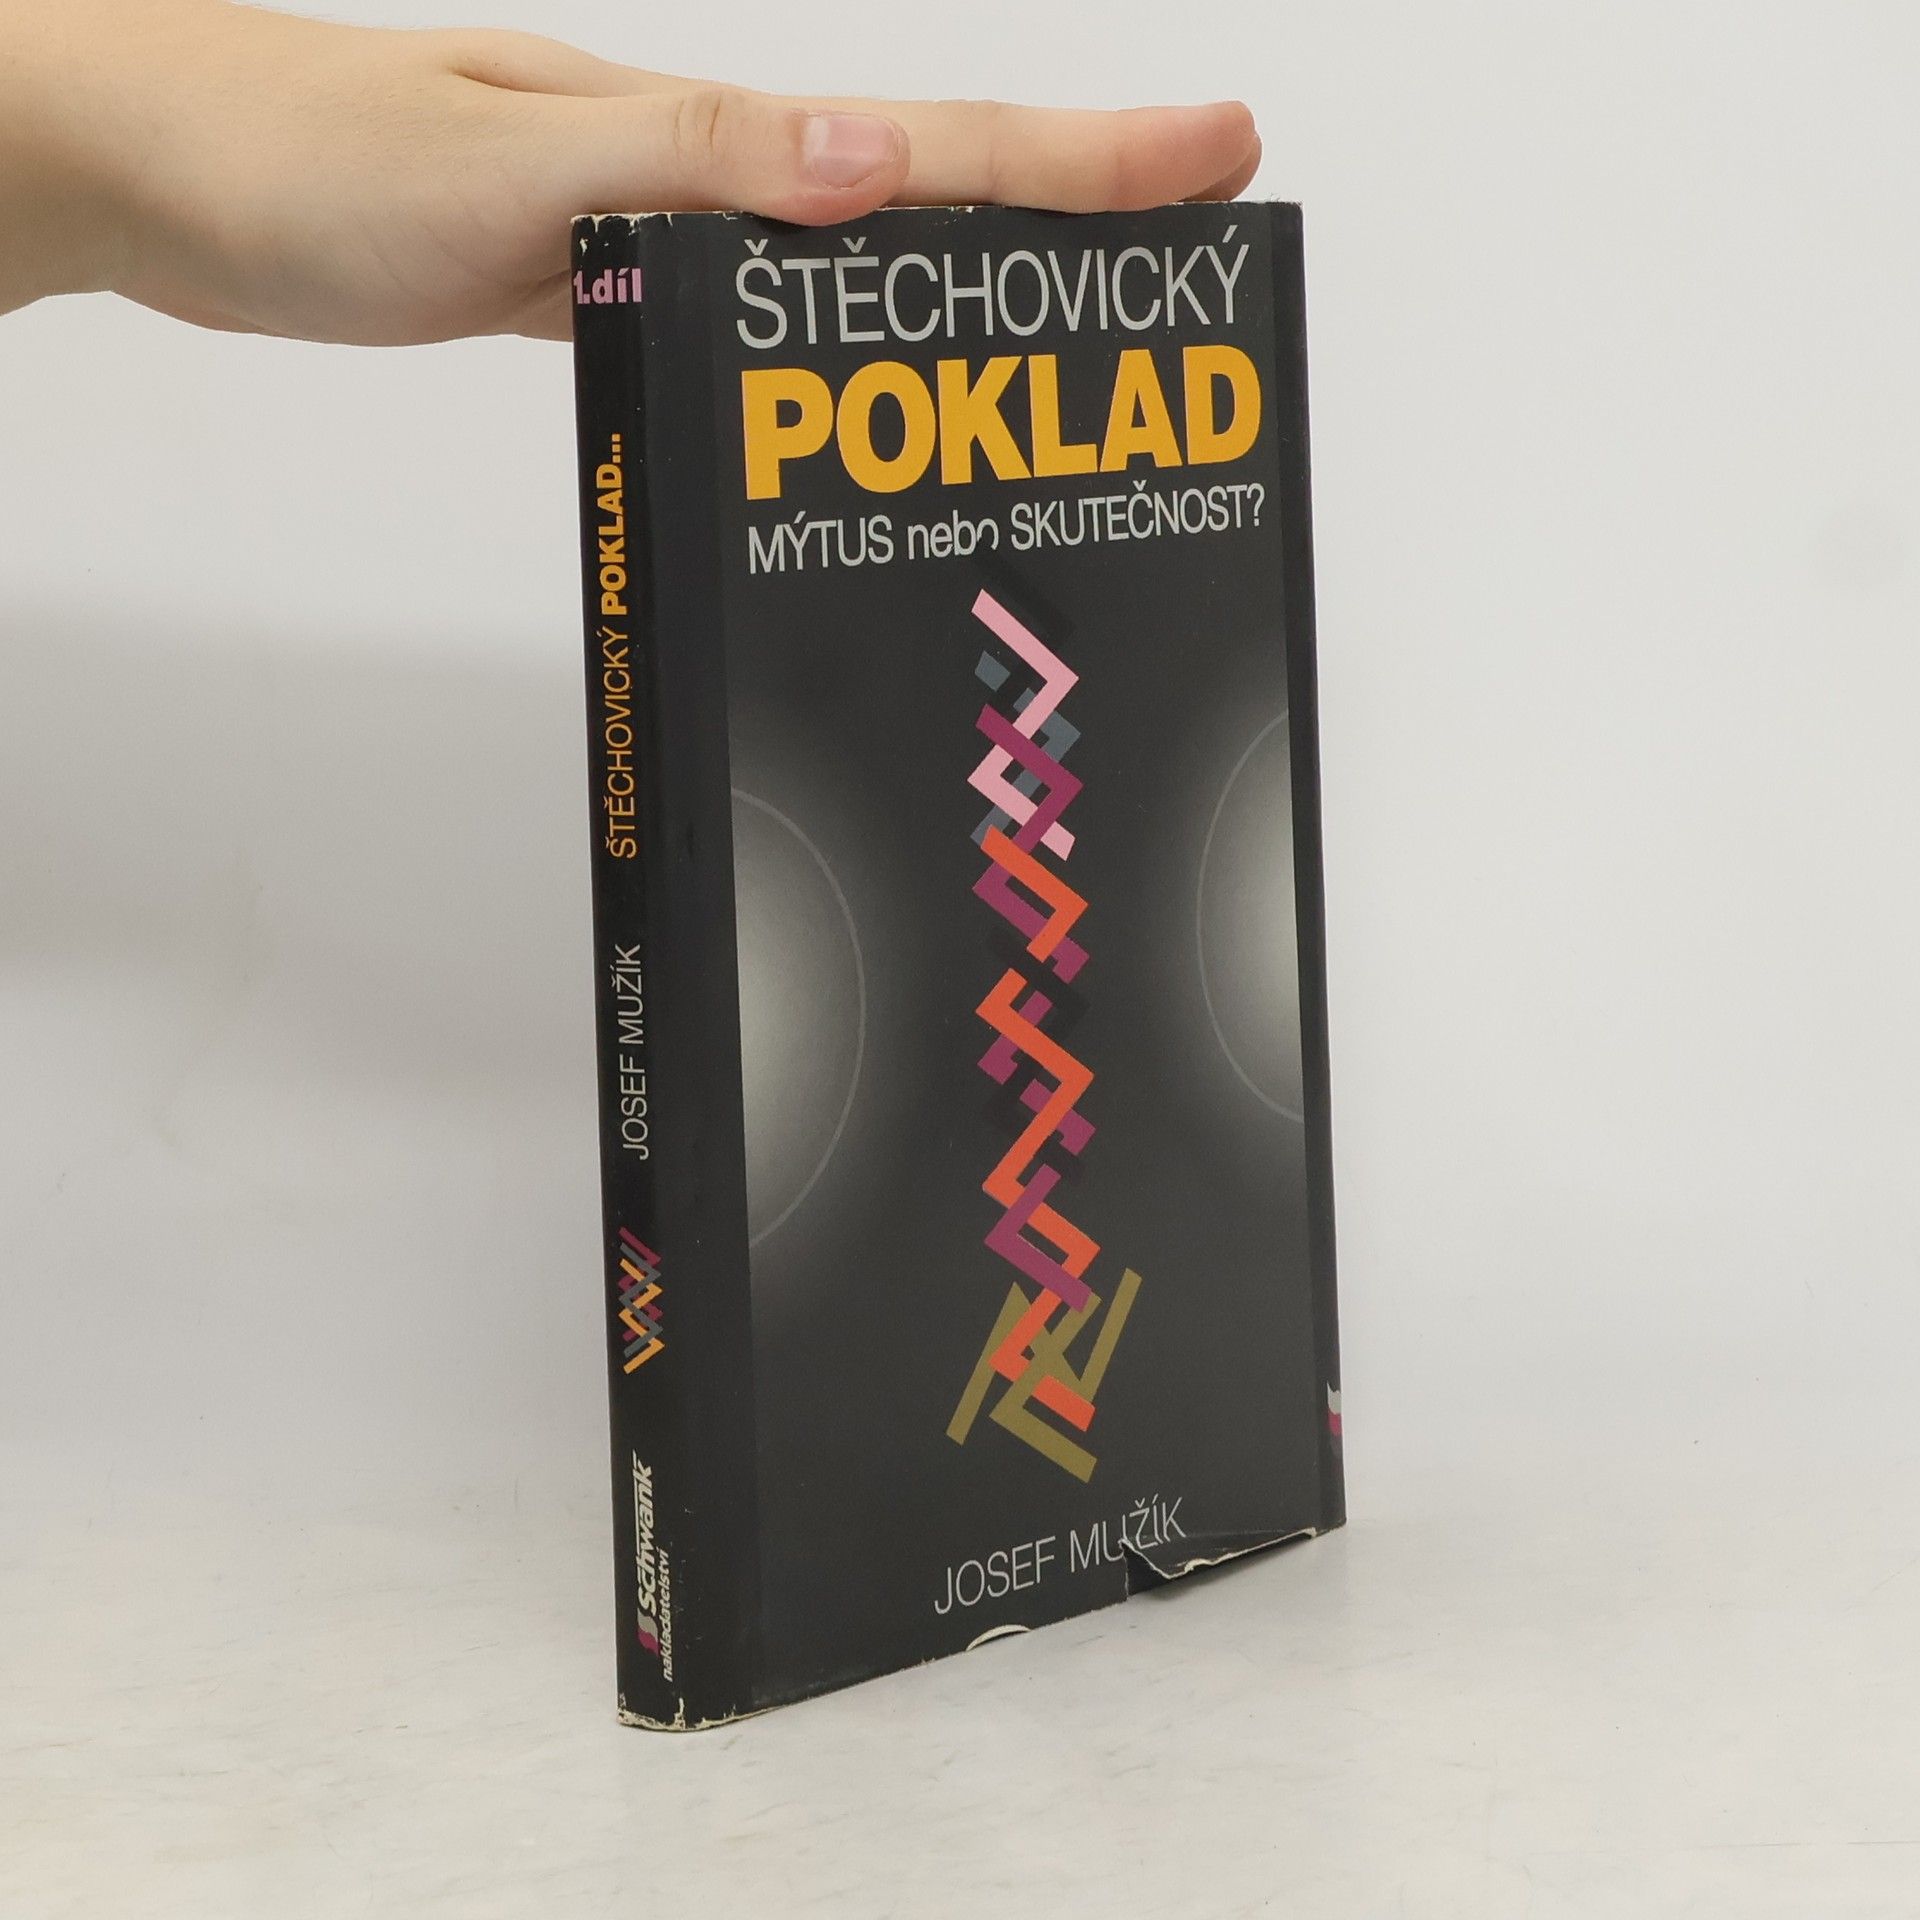 1.díl
ŠTĚCHOVICKÝ POKLAD...
JOSEF MUŽÍK
Schwank
nakladatelství
ŠTĚCHOVICKÝ
POKLAD
MÝTUS nebo SKUTEČNOST?
JOSEF MUŽÍK